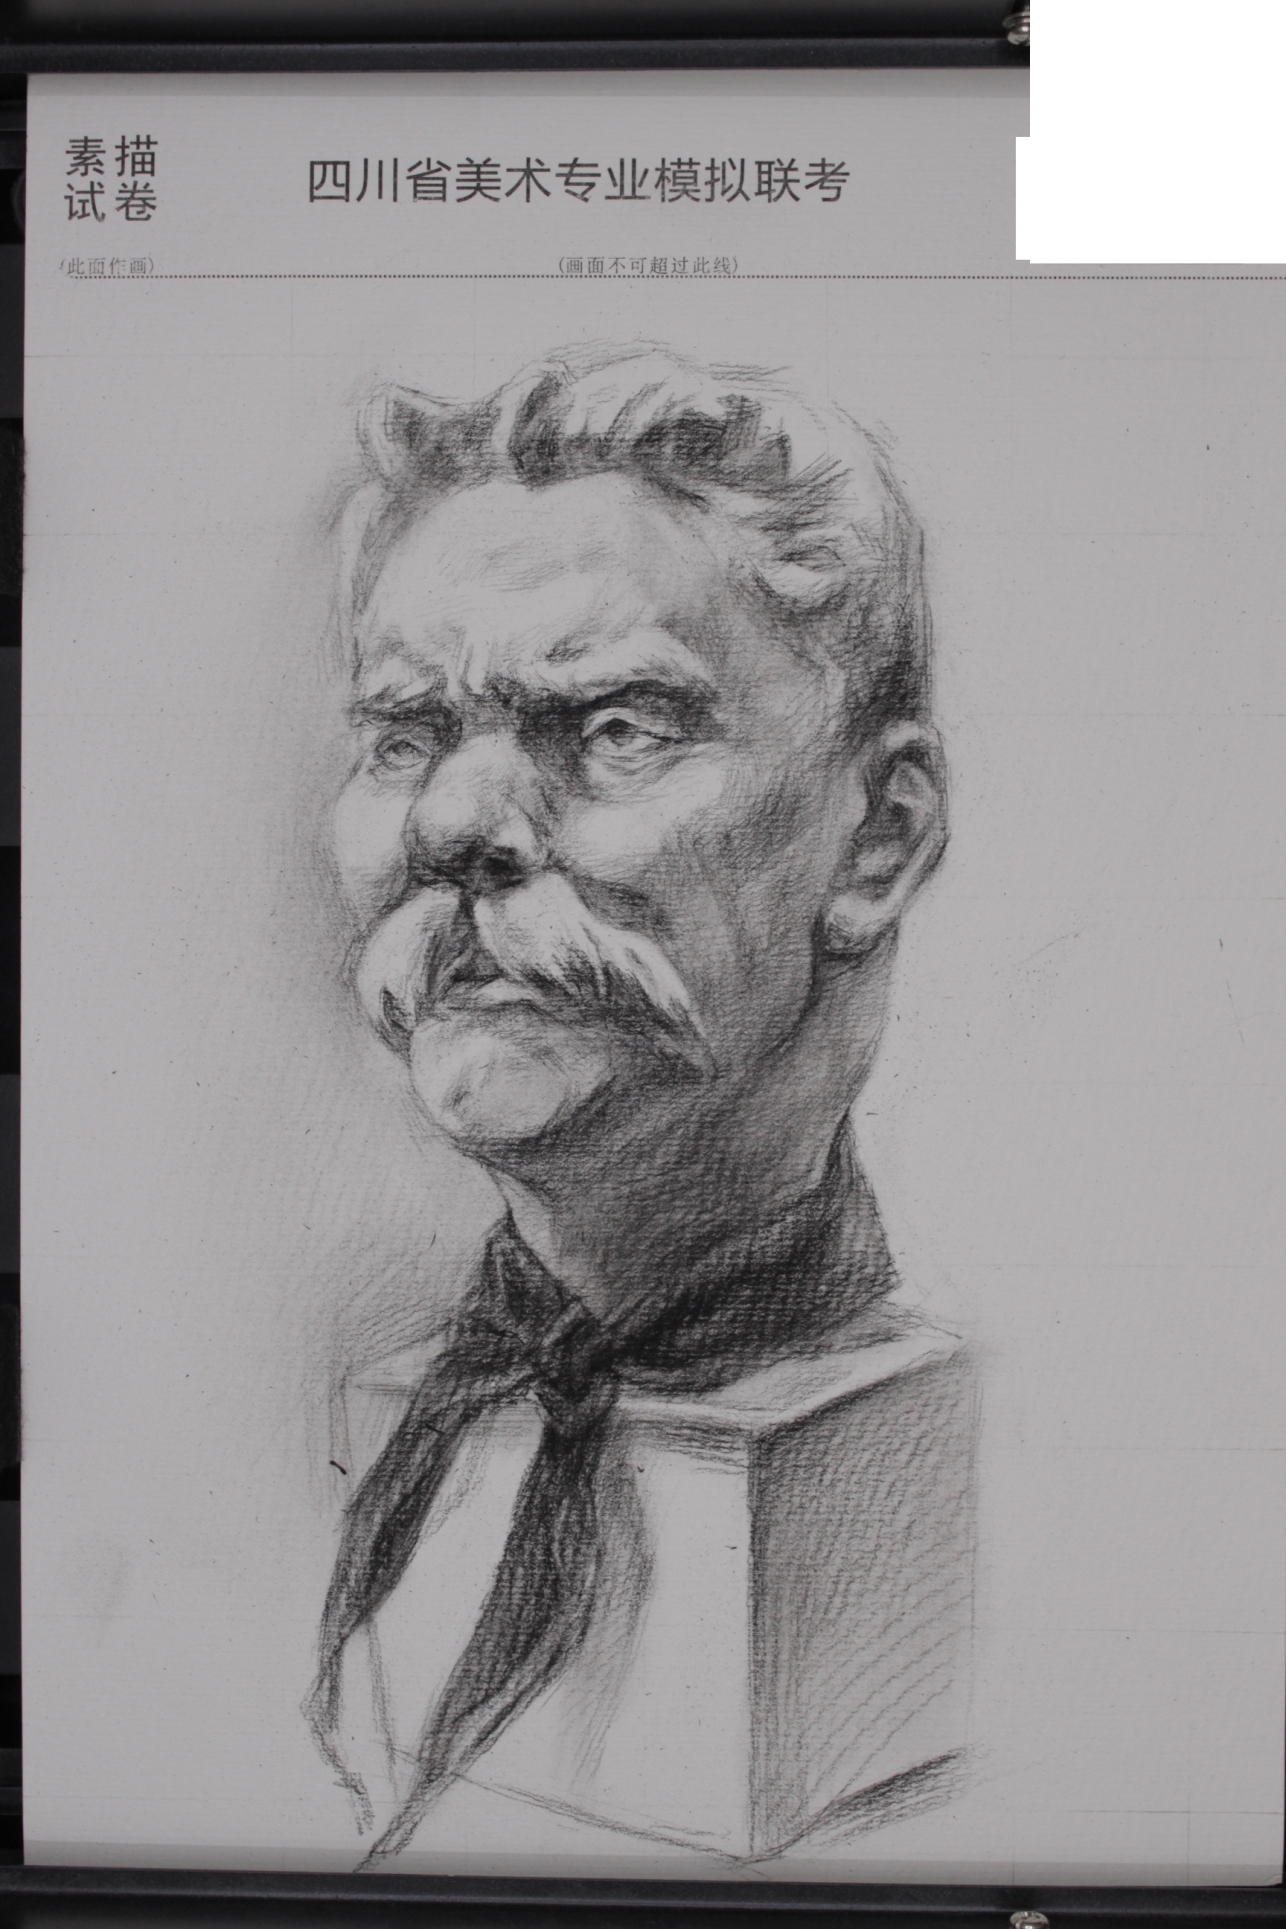 素描
试卷
四川省美术专业模拟联考
(此面作画)
(画面不可超过此线)